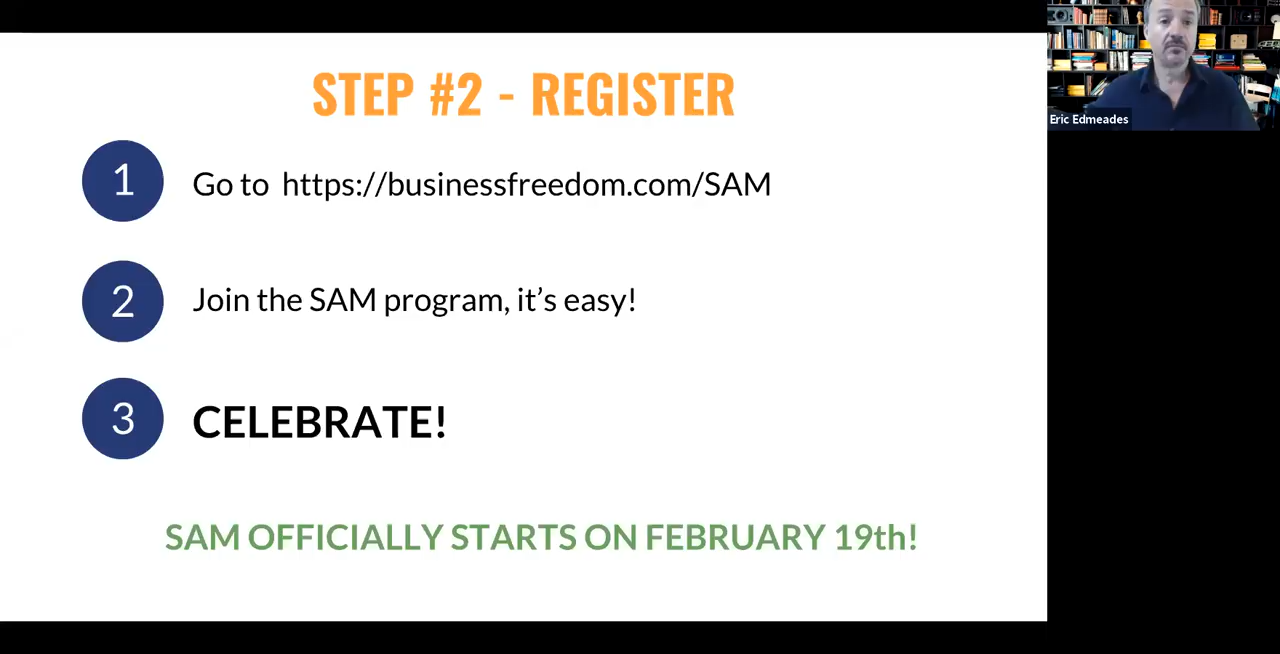 STEP #2 - REGISTER
1
Go to https://businessfreedom.com/SAM
2
Join the SAM program, it's easy!
3
CELEBRATE!
SAM OFFICIALLY STARTS ON FEBRUARY 19th!
Eric Edmeades